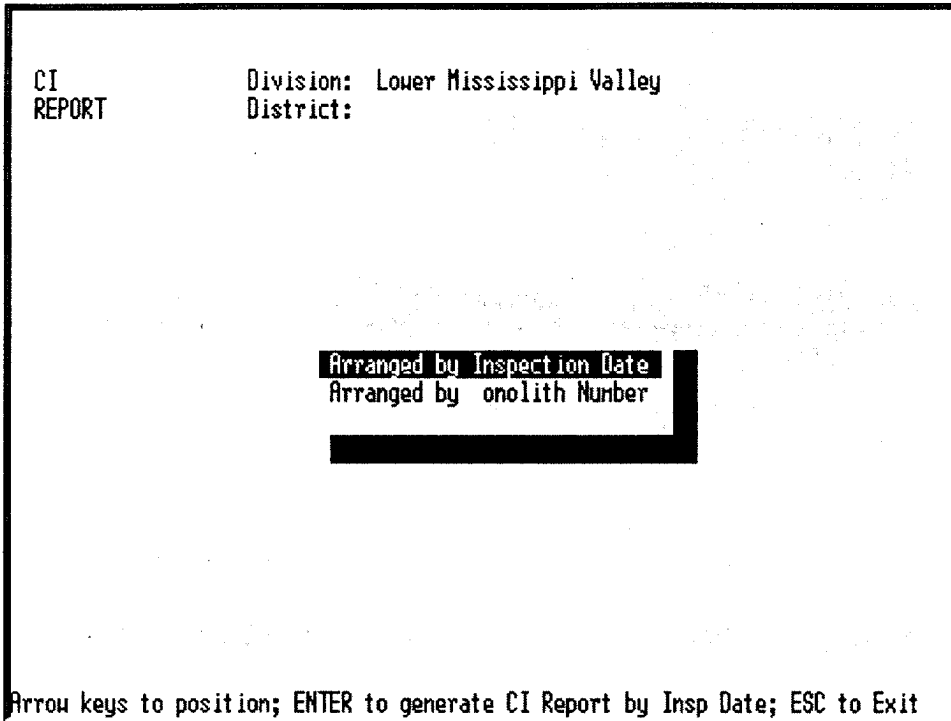 CI Division: Lower Mississippi Valley
REPORT District:
Arranged by Inspection Date
Arranged by onolith Number
Arrow keys to position; ENTER to generate CI Report by Insp Date; ESC to Exit